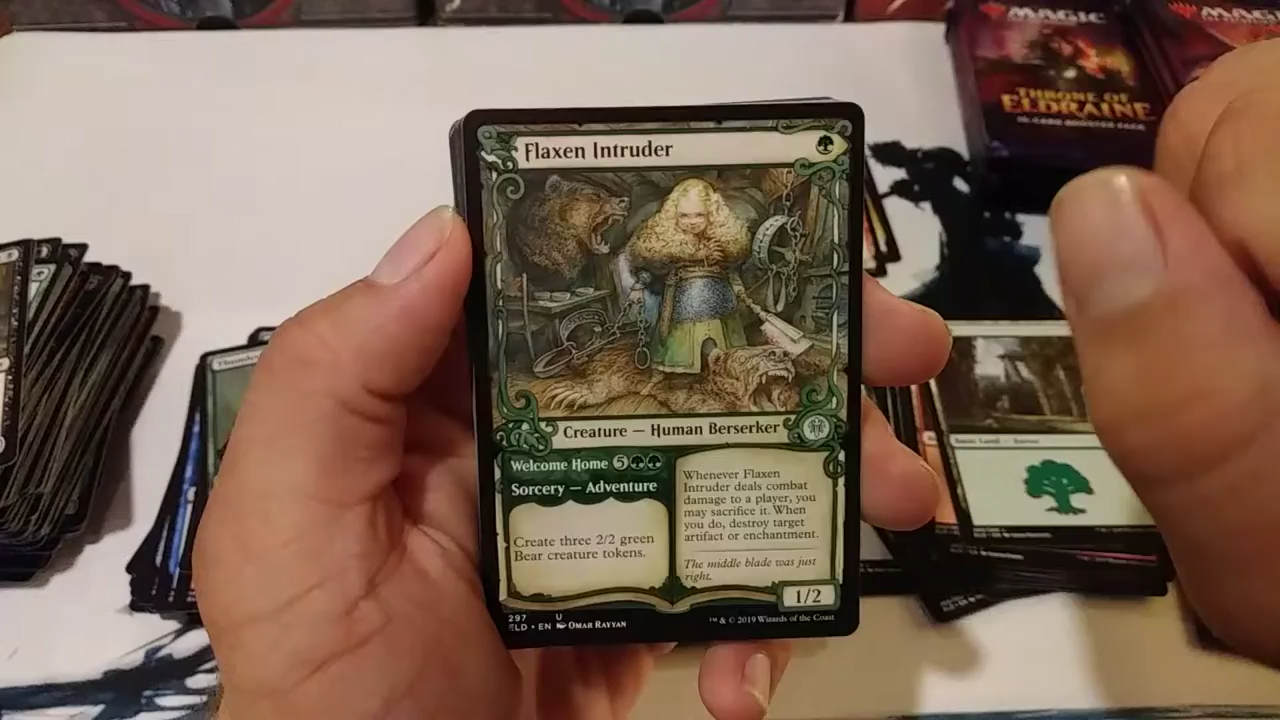 MAGIC
THRONE OF
ELDRAINE
Flaxen Intruder
Creature — Human Berserker
Welcome Home 5
Sorcery — Adventure
Create three 2/2 green
Bear creature tokens.
Whenever Flaxen
Intruder deals combat
damage to a player, you
may sacrifice it. When
you do, destroy target
artifact or enchantment.
The middle blade was just
right.
1/2
297 U
ELD • EN Omar Rayyan
™ & © 2019 Wizards of the Coast
Basic Land — Forest